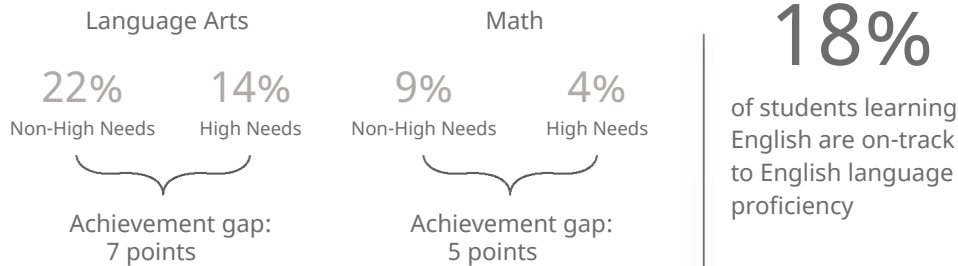 Language Arts
22% 14%
Non-High Needs High Needs
Achievement gap:
7 points
Math
9% 4%
Non-High Needs High Needs
Achievement gap:
5 points
18%
of students learning
English are on-track
to English language
proficiency